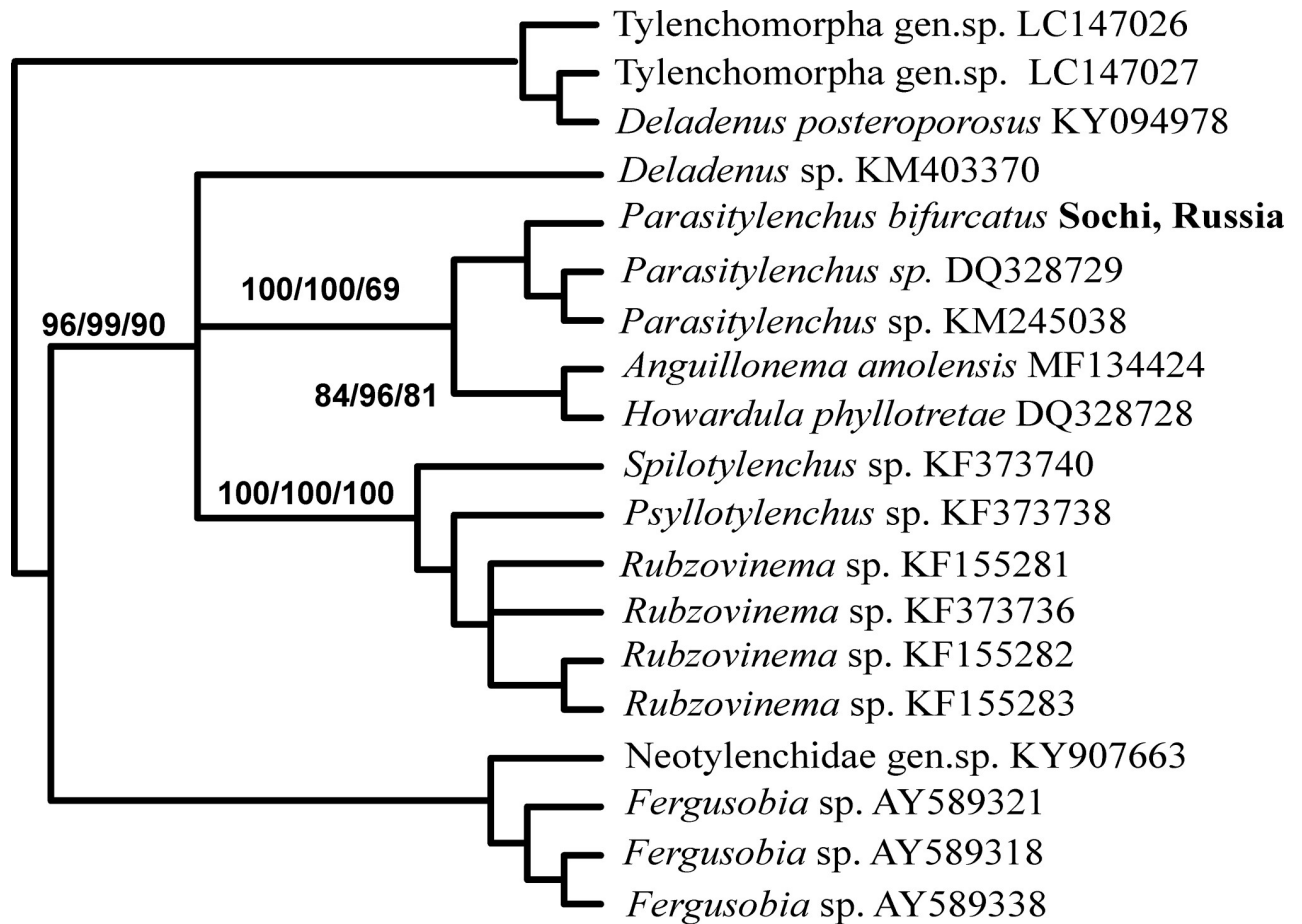 Tylenchomorpha gen.sp. LC147026
Tylenchomorpha gen.sp. LC147027
Deladenus posteroporosus KY094978
Deladenus sp. KM403370
Parasitylenchus bifurcatus Sochi, Russia
Parasitylenchus sp. DQ328729
100/100/69
Parasitylenchus sp. KM245038
96/99/90
Anguillonema amolensis MF134424
84/96/81
Howardula phyllotretae DQ328728
Spilotylenchus sp. KF373740
100/100/100
Psyllotylenchus sp. KF373738
Rubzovinema sp. KF155281
Rubzovinema sp. KF373736
Rubzovinema sp. KF155282
Rubzovinema sp. KF155283
Neotylenchidae gen.sp. KY907663
Fergusobia sp. AY589321
Fergusobia sp. AY589318
Fergusobia sp. AY589338